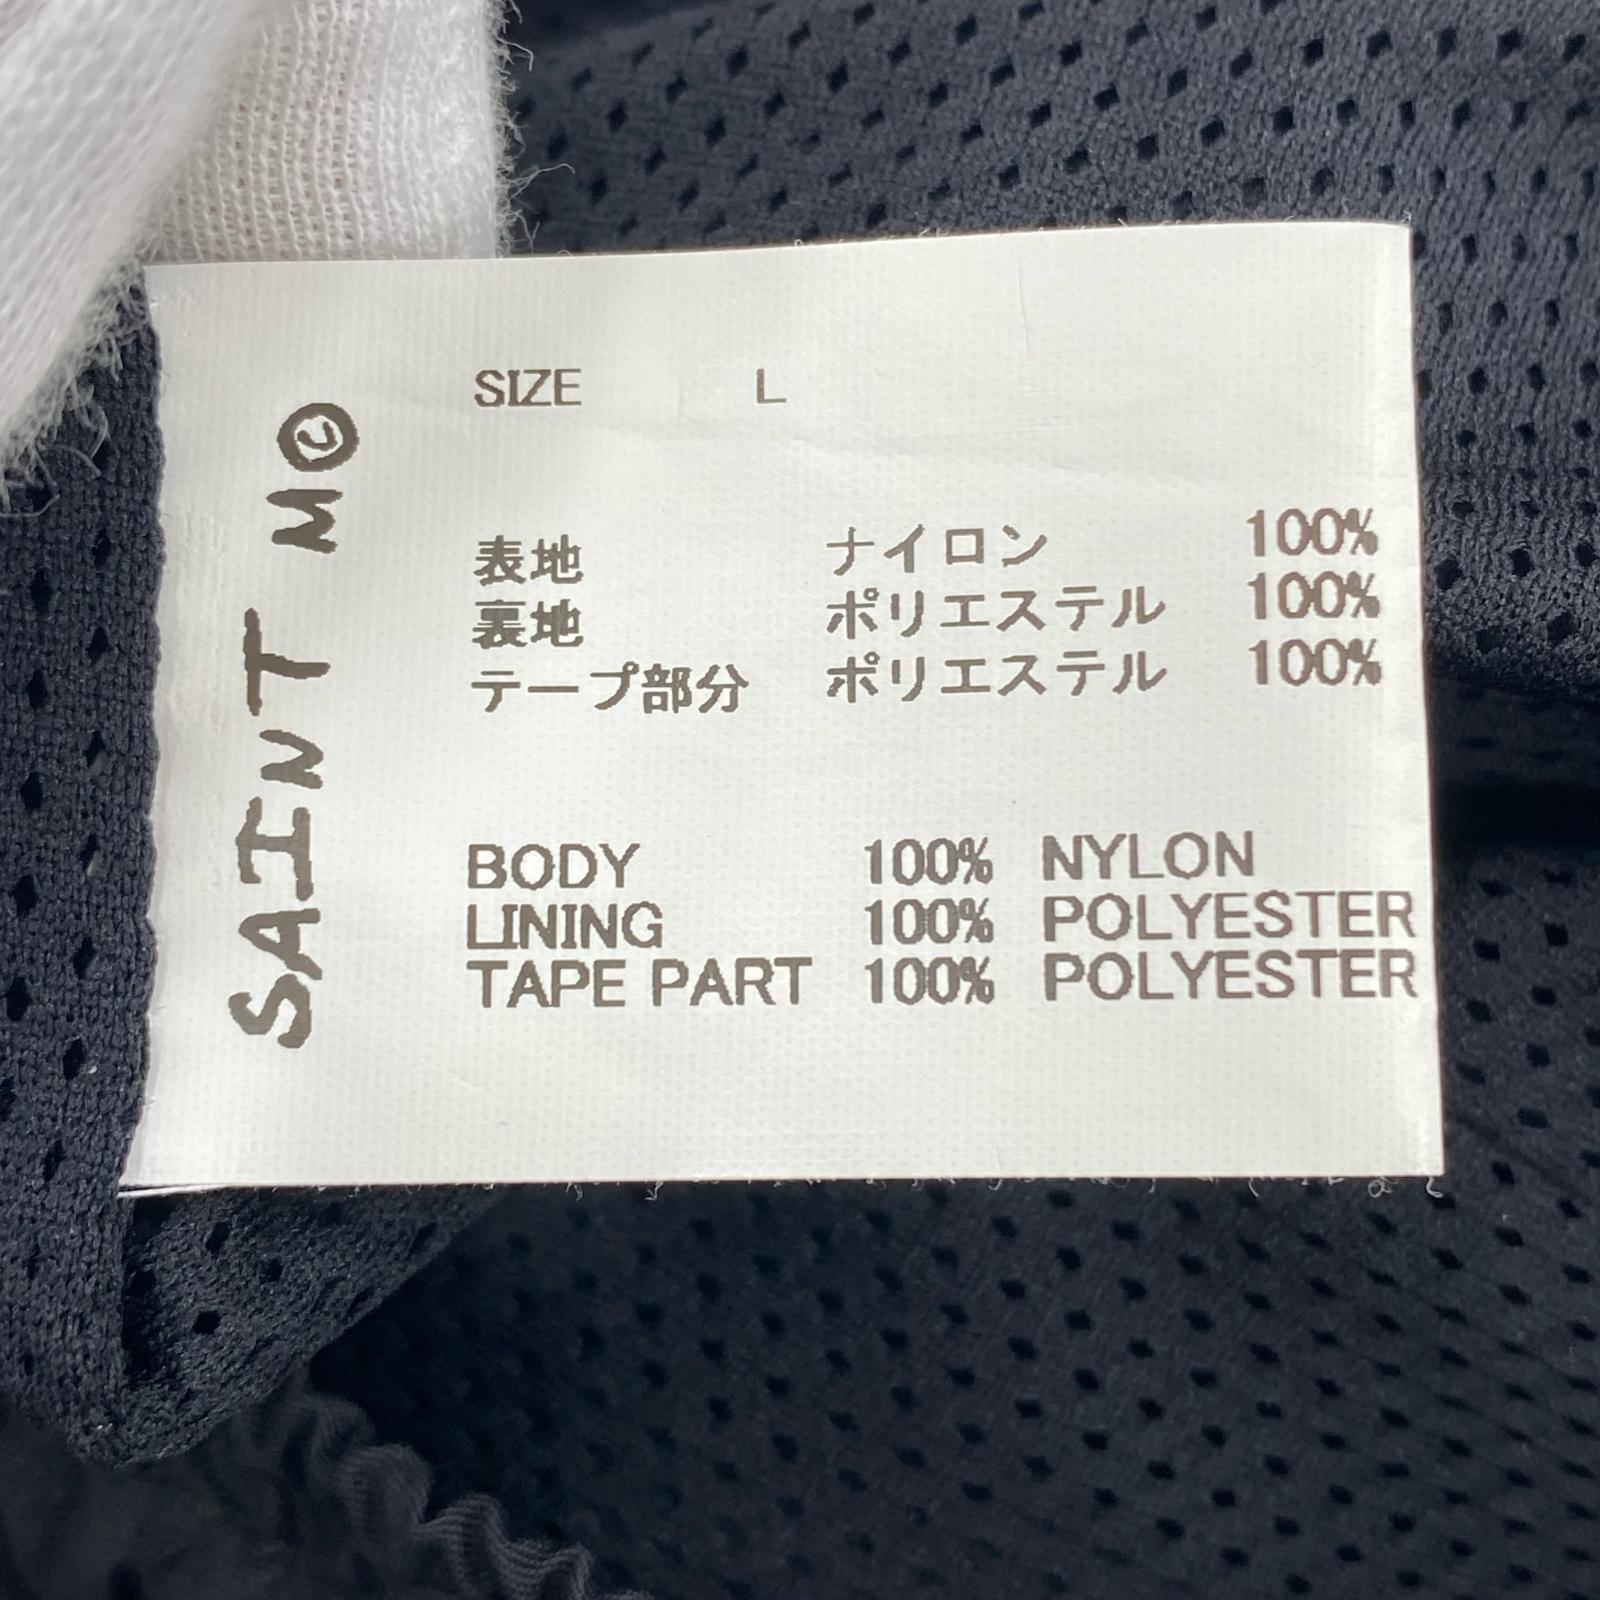 SAINT M©
SIZE L
表地 ナイロン 100%
裏地 ポリエステル 100%
テープ部分 ポリエステル 100%
BODY 100% NYLON
LINING 100% POLYESTER
TAPE PART 100% POLYESTER